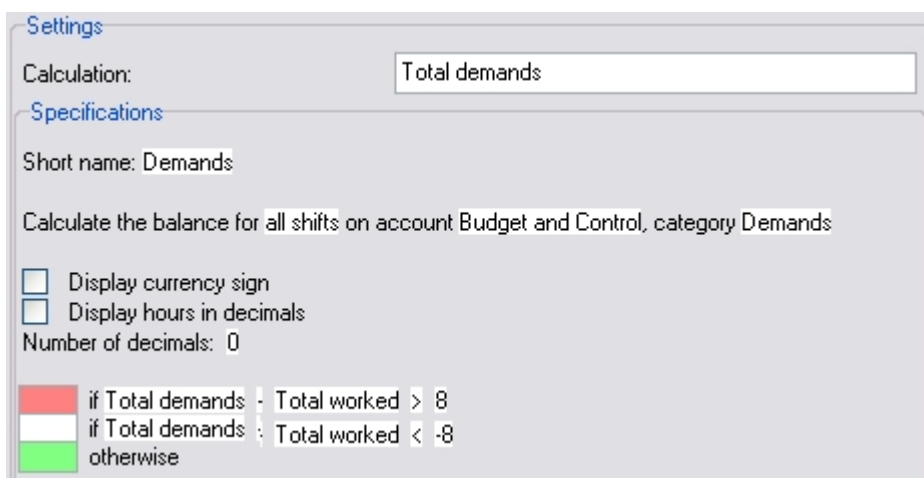 Settings
Calculation: Total demands
Specifications
Short name: Demands
Calculate the balance for all shifts on account Budget and Control, category Demands
Display currency sign
Display hours in decimals
Number of decimals: 0
if Total demands - Total worked > 8
if Total demands - Total worked < -8
otherwise